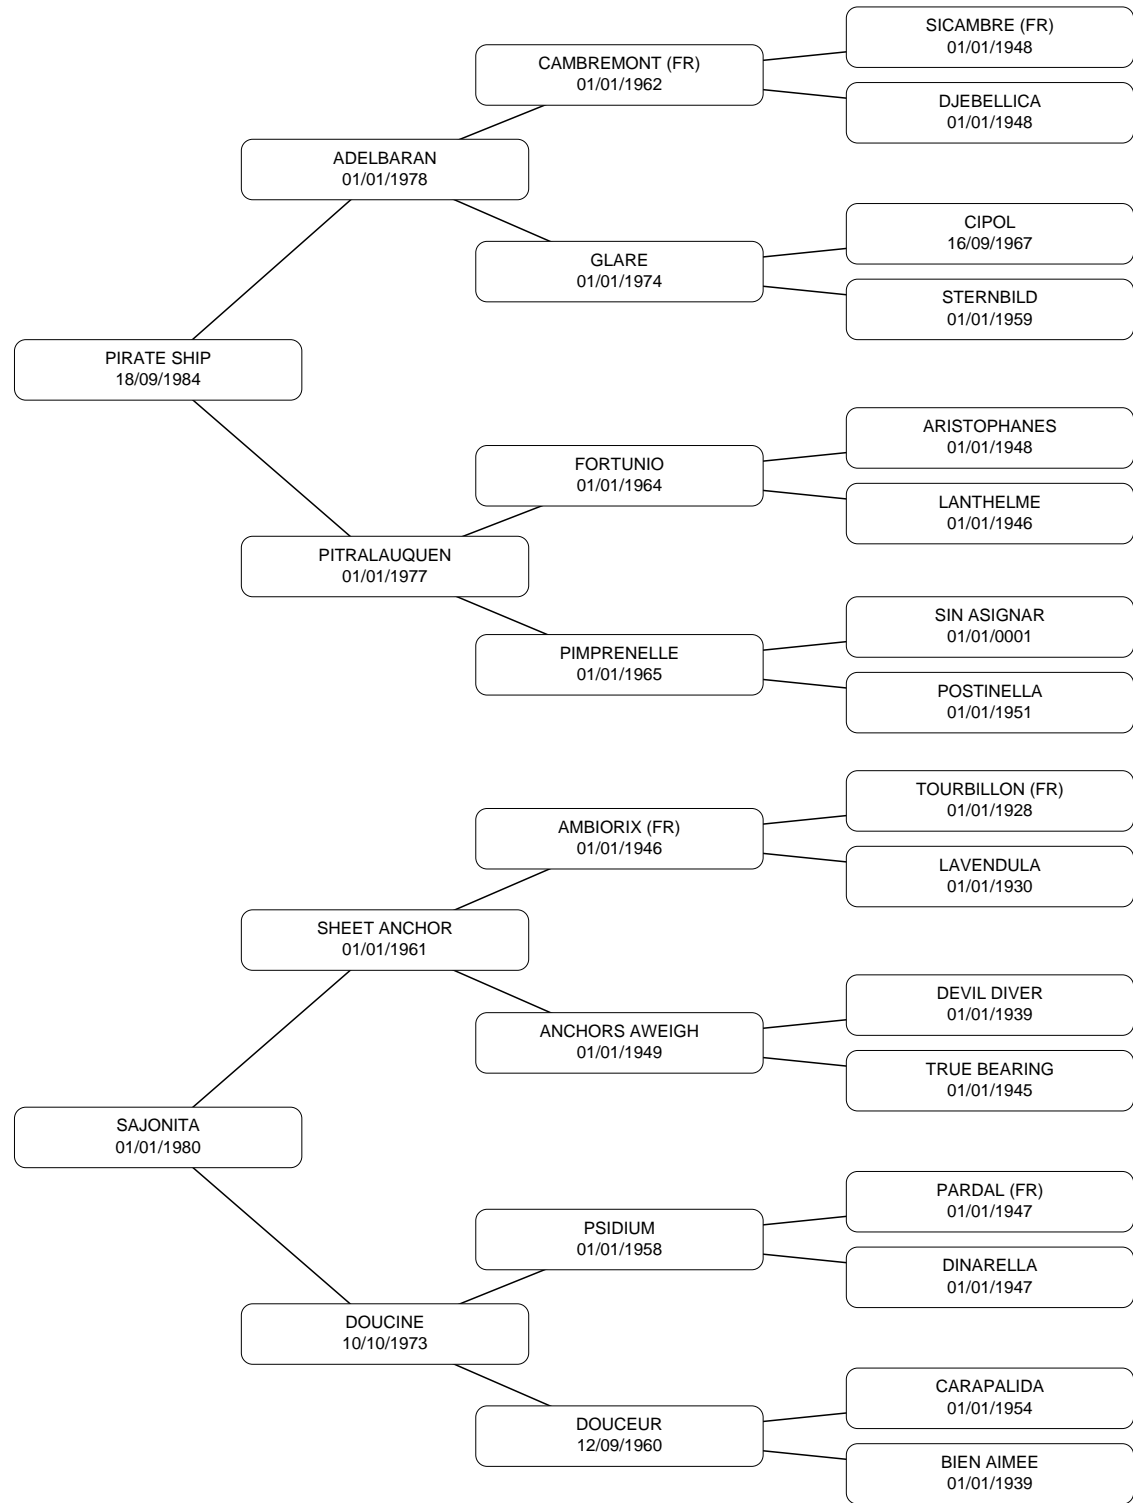 SICAMBRE (FR)
01/01/1948
CAMBREMONT (FR)
01/01/1962
DJEBELLICA
01/01/1948
ADELBARAN
01/01/1978
CIPOL
16/09/1967
GLARE
01/01/1974
STERNBILD
01/01/1959
PIRATE SHIP
18/09/1984
ARISTOPHANES
01/01/1948
FORTUNIO
01/01/1964
LANTHELME
01/01/1946
PITRALAUQUEN
01/01/1977
SIN ASIGNAR
01/01/0001
PIMPRENELLE
01/01/1965
POSTINELLA
01/01/1951
TOURBILLON (FR)
01/01/1928
AMBIORIX (FR)
01/01/1946
LAVENDULA
01/01/1930
SHEET ANCHOR
01/01/1961
DEVIL DIVER
01/01/1939
ANCHORS AWEIGH
01/01/1949
TRUE BEARING
01/01/1945
SAJONITA
01/01/1980
PARDAL (FR)
01/01/1947
PSIDIUM
01/01/1958
DINARELLA
01/01/1947
DOUCINE
10/10/1973
CARAPALIDA
01/01/1954
DOUCEUR
12/09/1960
BIEN AIMEE
01/01/1939